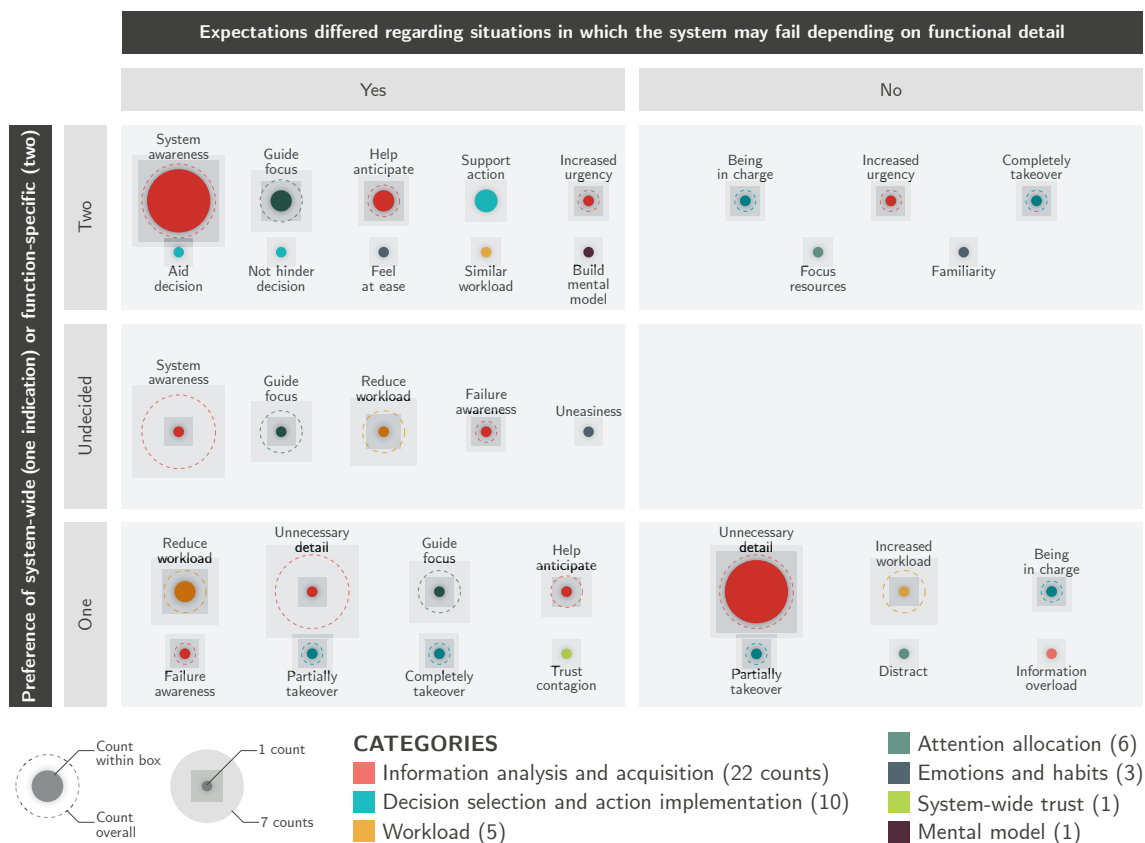 Expectations differed regarding situations in which the system may fail depending on functional detail
Yes
No
Preference of system-wide (one indication) or function-specific (two)
Two
System
awareness
Guide
focus
Help
anticipate
Support
action
Increased
urgency
Aid
decision
Not hinder
decision
Feel
at ease
Similar
workload
Build
mental
model
Being
in charge
Increased
urgency
Completely
takeover
Focus
resources
Familiarity
Undecided
System
awareness
Guide
focus
Reduce
workload
Failure
awareness
Uneasiness
One
Reduce
workload
Unnecessary
detail
Guide
focus
Help
anticipate
Failure
awareness
Partially
takeover
Completely
takeover
Trust
contagion
Unnecessary
detail
Increased
workload
Being
in charge
Partially
takeover
Distract
Information
overload
Count
within box
Count
overall
1 count
7 counts
CATEGORIES
Information analysis and acquisition (22 counts)
Decision selection and action implementation (10)
Workload (5)
Attention allocation (6)
Emotions and habits (3)
System-wide trust (1)
Mental model (1)